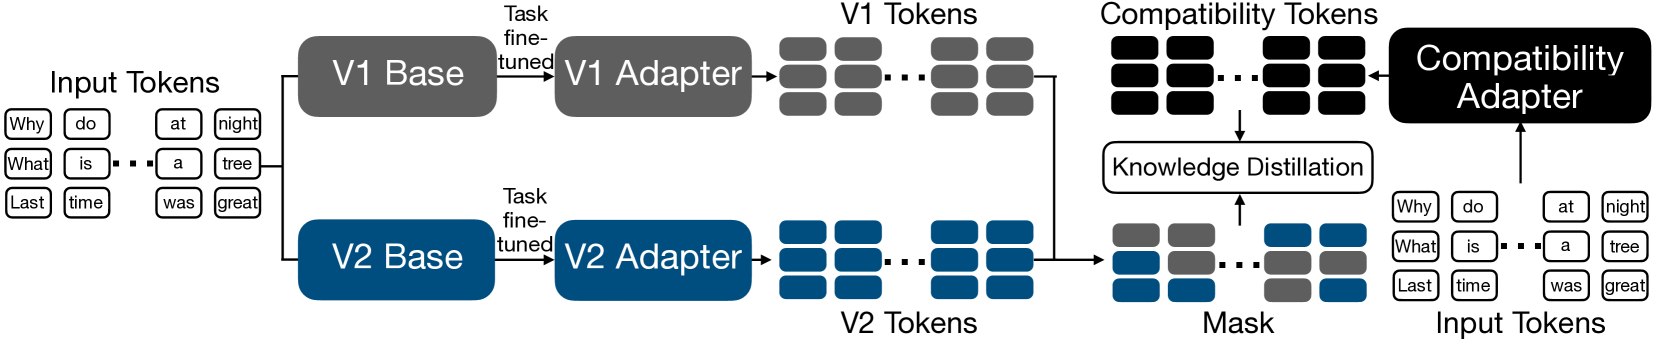 Input Tokens
Why do at night
What is a tree
Last time was great
V1 Base
Task
fine-
tuned
V1 Adapter
V1 Tokens
V2 Base
Task
fine-
tuned
V2 Adapter
V2 Tokens
Compatibility Tokens
Knowledge Distillation
Mask
Compatibility
Adapter
Why do at night
What is a tree
Last time was great
Input Tokens